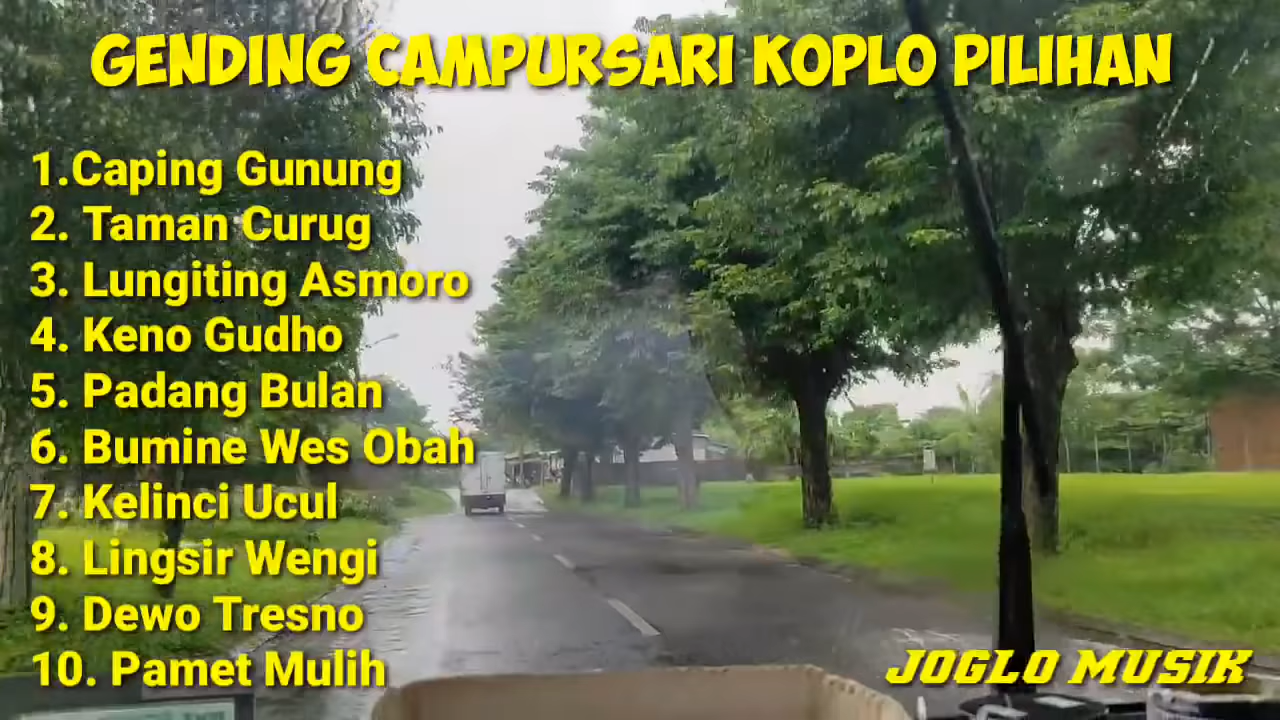 GENDING CAMPURSARI KOPLO PILIHAN
1.Caping Gunung
2. Taman Curug
3. Lungiting Asmoro
4. Keno Gudho
5. Padang Bulan
6. Bumine Wes Obah
7. Kelinci Ucul
8. Lingsir Wengi
9. Dewo Tresno
10. Pamet Mulih
JOGLO MUSIK